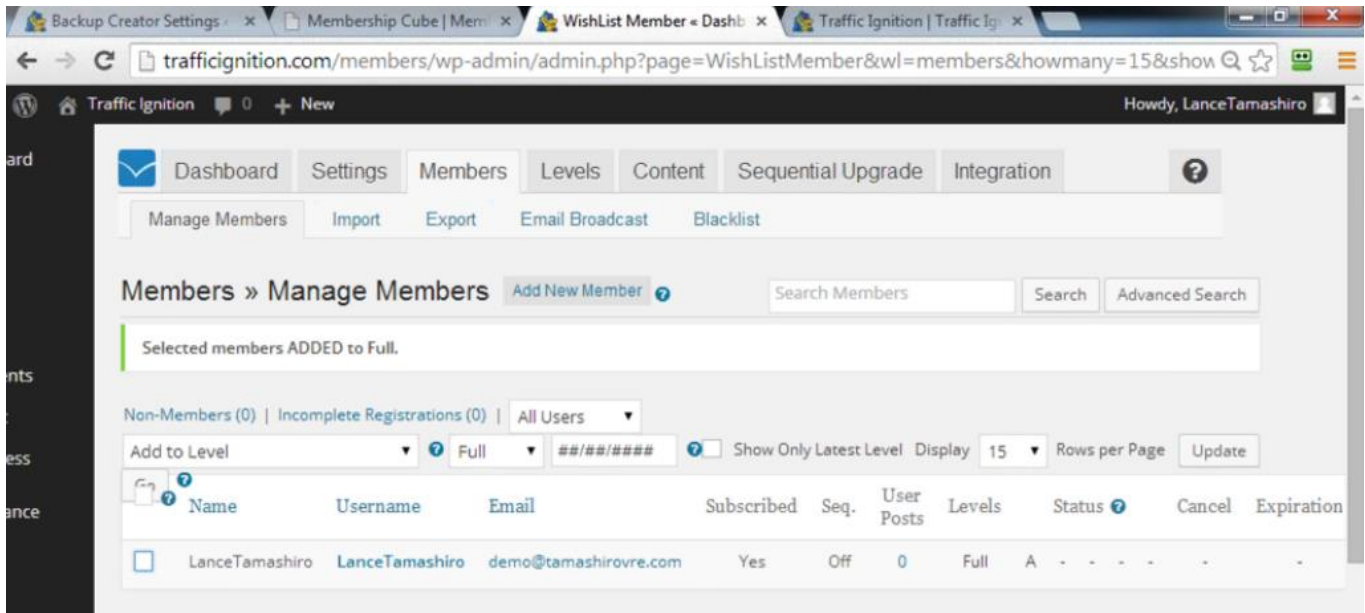 Backup Creator Settings
Membership Cube | Mem
WishList Member « Dashb
Traffic Ignition | Traffic Ig
trafficignition.com/members/wp-admin/admin.php?page=WishListMember&wl=members&howmany=15&show
Traffic Ignition 0 + New Howdy, LanceTamashiro
ard
Dashboard Settings Members Levels Content Sequential Upgrade Integration ?
Manage Members Import Export Email Broadcast Blacklist
Members » Manage Members Add New Member ? Search Members Search Advanced Search
Selected members ADDED to Full.
nts
Non-Members (0) | Incomplete Registrations (0) | All Users
ess
Add to Level ? Full ##/##/#### ? Show Only Latest Level Display 15 Rows per Page Update
Go ?
ance
? Name Username Email Subscribed Seq. User Posts Levels Status ? Cancel Expiration
LanceTamashiro LanceTamashiro demo@tamashirovre.com Yes Off 0 Full A - - - - - -